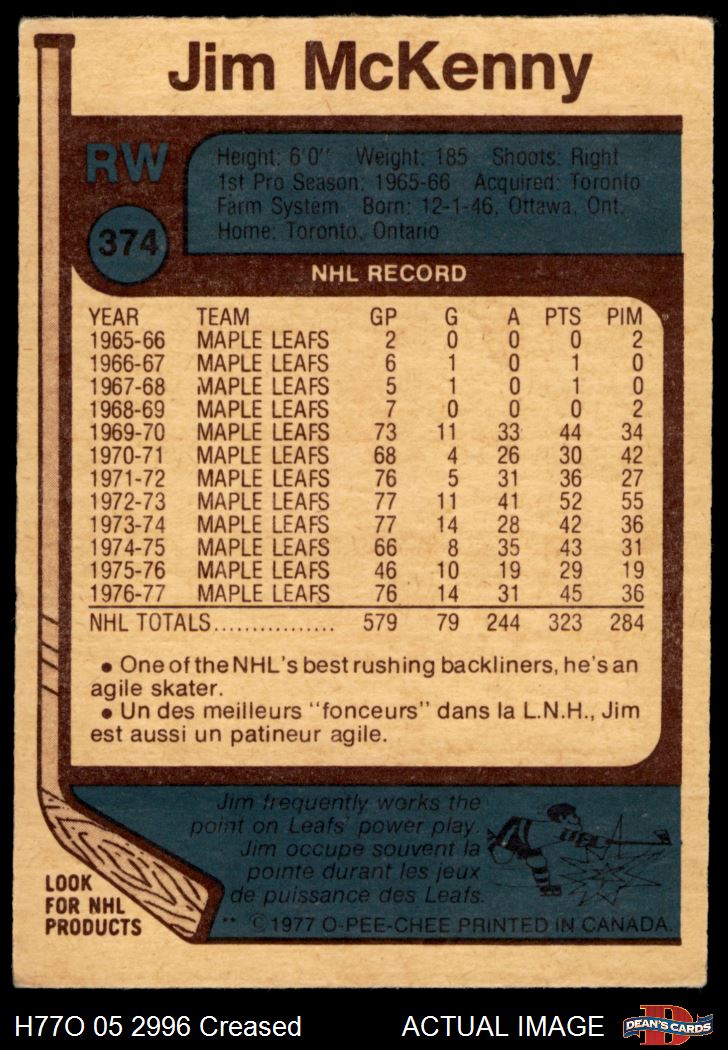 Jim McKenny
RW
374
Height: 6'0" Weight: 185 Shoots: Right
1st Pro Season: 1965-66 Acquired: Toronto
Farm System Born: 12-1-46, Ottawa, Ont.
Home: Toronto, Ontario
NHL RECORD
YEAR TEAM GP G A PTS PIM
1965-66 MAPLE LEAFS 2 0 0 0 2
1966-67 MAPLE LEAFS 6 1 0 1 0
1967-68 MAPLE LEAFS 5 1 0 1 0
1968-69 MAPLE LEAFS 7 0 0 0 2
1969-70 MAPLE LEAFS 73 11 33 44 34
1970-71 MAPLE LEAFS 68 4 26 30 42
1971-72 MAPLE LEAFS 76 5 31 36 27
1972-73 MAPLE LEAFS 77 11 41 52 55
1973-74 MAPLE LEAFS 77 14 28 42 36
1974-75 MAPLE LEAFS 66 8 35 43 31
1975-76 MAPLE LEAFS 46 10 19 29 19
1976-77 MAPLE LEAFS 76 14 31 45 36
NHL TOTALS................ 579 79 244 323 284
• One of the NHL's best rushing backliners, he's an
agile skater.
• Un des meilleurs "fonceurs" dans la L.N.H., Jim
est aussi un patineur agile.
Jim frequently works the
point on Leafs' power play.
Jim occupe souvent la
pointe durant les jeux
de puissance des Leafs.
LOOK
FOR NHL
PRODUCTS
** © 1977 O-PEE-CHEE PRINTED IN CANADA.
H77O 05 2996 Creased ACTUAL IMAGE
D
DEAN'S CARDS